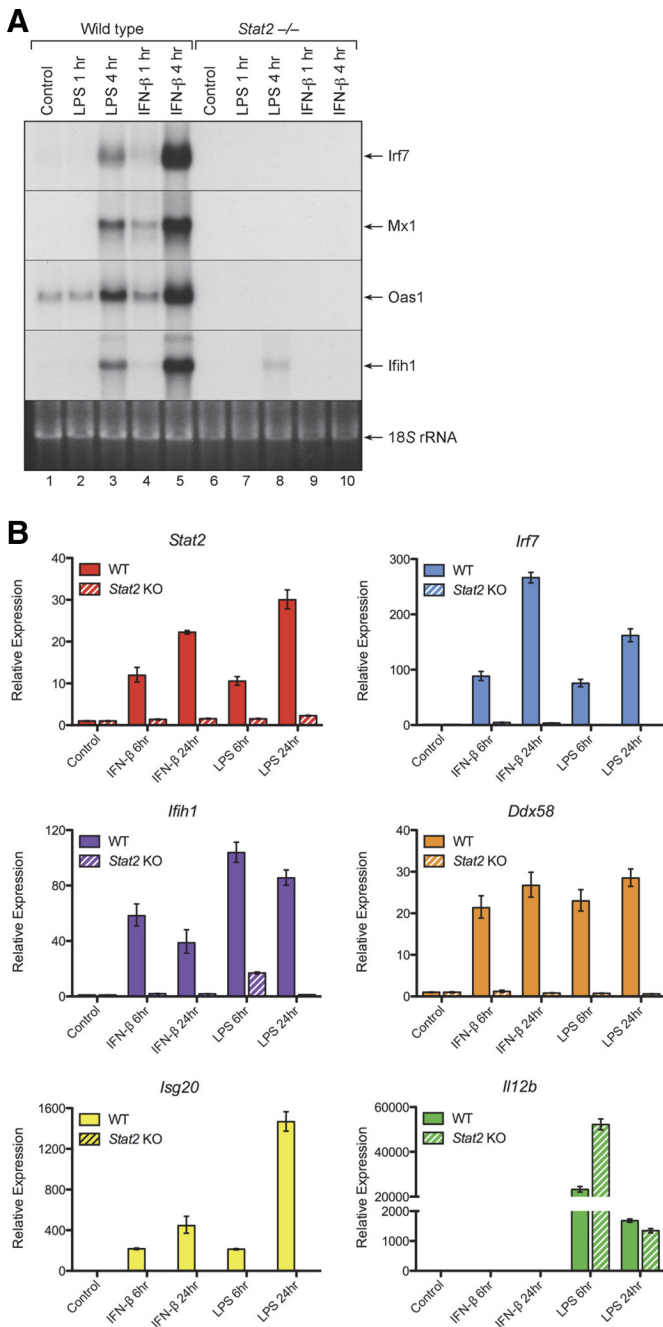 A
Wild type
Stat2 –/–
Control
LPS 1 hr
LPS 4 hr
IFN-β 1 hr
IFN-β 4 hr
Control
LPS 1 hr
LPS 4 hr
IFN-β 1 hr
IFN-β 4 hr
Irf7
Mx1
Oas1
Ifih1
18S rRNA
1 2 3 4 5 6 7 8 9 10
B
Stat2
40
30
20
10
0
Relative Expression
WT
Stat2 KO
Control
IFN-β 6hr
IFN-β 24hr
LPS 6hr
LPS 24hr
Irf7
300
200
100
0
Relative Expression
WT
Stat2 KO
Control
IFN-β 6hr
IFN-β 24hr
LPS 6hr
LPS 24hr
Ifih1
120
80
40
0
Relative Expression
WT
Stat2 KO
Control
IFN-β 6hr
IFN-β 24hr
LPS 6hr
LPS 24hr
Ddx58
40
30
20
10
0
Relative Expression
WT
Stat2 KO
Control
IFN-β 6hr
IFN-β 24hr
LPS 6hr
LPS 24hr
Isg20
1600
1200
800
400
0
Relative Expression
WT
Stat2 KO
Control
IFN-β 6hr
IFN-β 24hr
LPS 6hr
LPS 24hr
Il12b
60000
40000
20000
2000
1000
0
Relative Expression
WT
Stat2 KO
Control
IFN-β 6hr
IFN-β 24hr
LPS 6hr
LPS 24hr